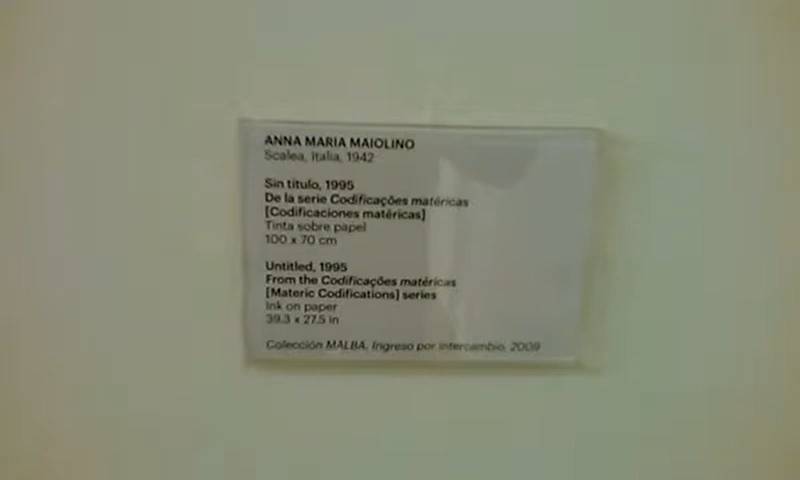 ANNA MARIA MAIOLINO
Scalea, Italia, 1942
Sin título, 1995
De la serie Codificações matéricas
[Codificaciones matéricas]
Tinta sobre papel
100 x 70 cm
Untitled, 1995
From the Codificações matéricas
[Materic Codifications] series
Ink on paper
39.3 x 27.5 in
Colección MALBA. Ingreso por intercambio, 2009